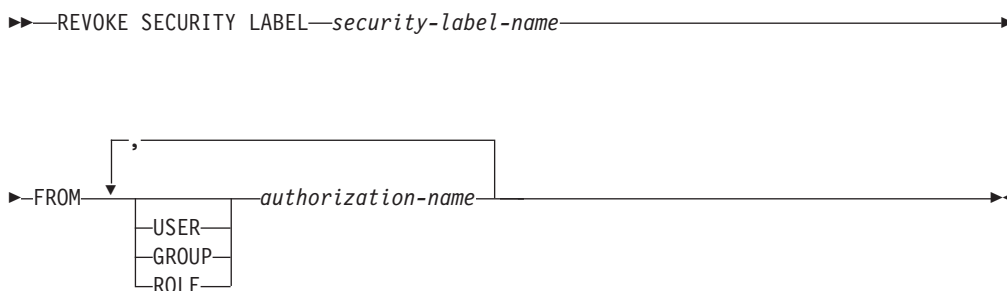 REVOKE SECURITY LABEL security-label-name
,
FROM authorization-name
USER
GROUP
ROLE